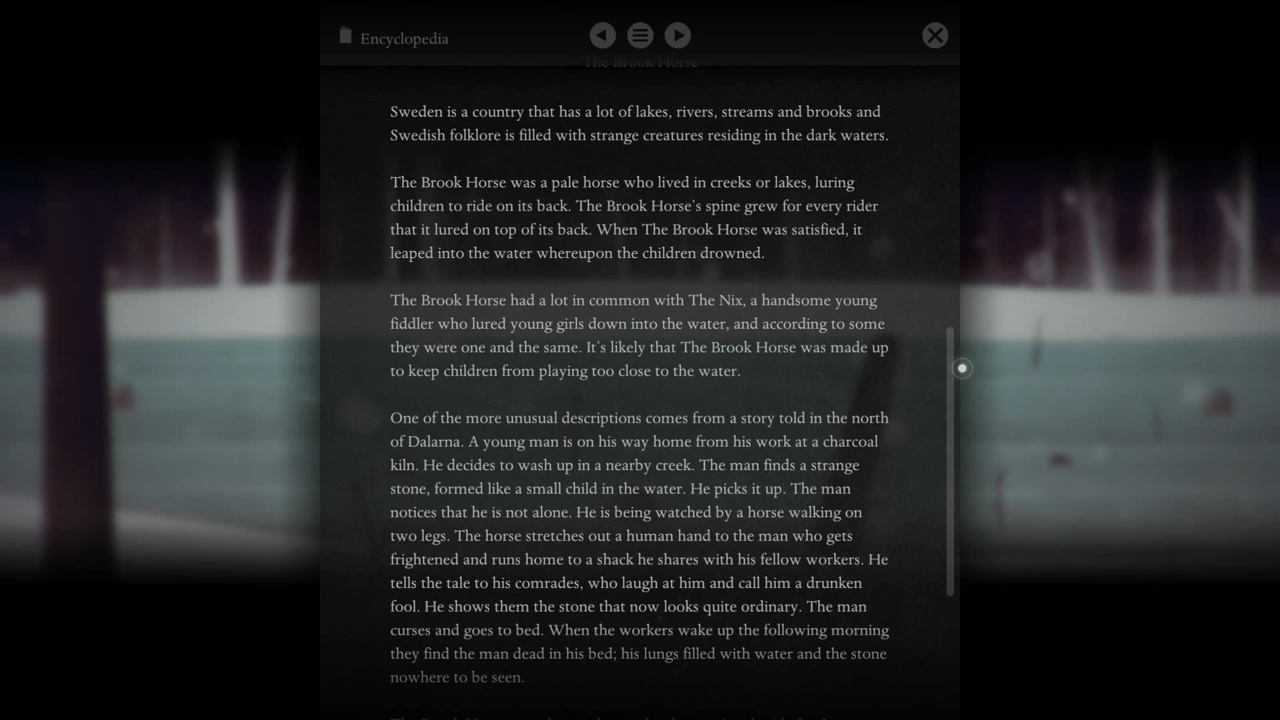 Encyclopedia
The Brook Horse
Sweden is a country that has a lot of lakes, rivers, streams and brooks and
Swedish folklore is filled with strange creatures residing in the dark waters.
The Brook Horse was a pale horse who lived in creeks or lakes, luring
children to ride on its back. The Brook Horse's spine grew for every rider
that it lured on top of its back. When The Brook Horse was satisfied, it
leaped into the water whereupon the children drowned.
The Brook Horse had a lot in common with The Nix, a handsome young
fiddler who lured young girls down into the water, and according to some
they were one and the same. It's likely that The Brook Horse was made up
to keep children from playing too close to the water.
One of the more unusual descriptions comes from a story told in the north
of Dalarna. A young man is on his way home from his work at a charcoal
kiln. He decides to wash up in a nearby creek. The man finds a strange
stone, formed like a small child in the water. He picks it up. The man
notices that he is not alone. He is being watched by a horse walking on
two legs. The horse stretches out a human hand to the man who gets
frightened and runs home to a shack he shares with his fellow workers. He
tells the tale to his comrades, who laugh at him and call him a drunken
fool. He shows them the stone that now looks quite ordinary. The man
curses and goes to bed. When the workers wake up the following morning
they find the man dead in his bed; his lungs filled with water and the stone
nowhere to be seen.